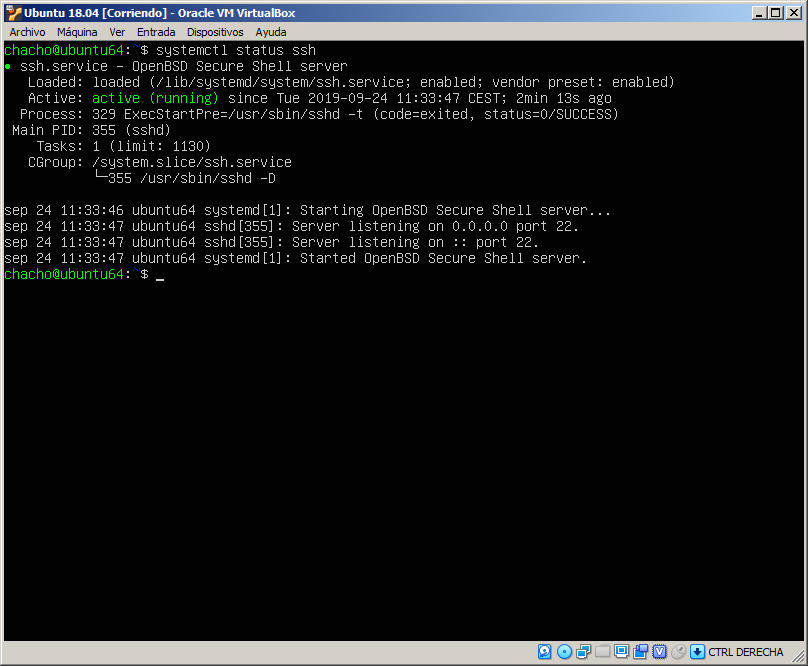 Ubuntu 18.04 [Corriendo] - Oracle VM VirtualBox
Archivo Máquina Ver Entrada Dispositivos Ayuda
chacho@ubuntu64:~$ systemctl status ssh
● ssh.service - OpenBSD Secure Shell server
   Loaded: loaded (/lib/systemd/system/ssh.service; enabled; vendor preset: enabled)
   Active: active (running) since Tue 2019-09-24 11:33:47 CEST; 2min 13s ago
  Process: 329 ExecStartPre=/usr/sbin/sshd -t (code=exited, status=0/SUCCESS)
 Main PID: 355 (sshd)
    Tasks: 1 (limit: 1130)
   CGroup: /system.slice/ssh.service
           └─355 /usr/sbin/sshd -D
sep 24 11:33:46 ubuntu64 systemd[1]: Starting OpenBSD Secure Shell server...
sep 24 11:33:47 ubuntu64 sshd[355]: Server listening on 0.0.0.0 port 22.
sep 24 11:33:47 ubuntu64 sshd[355]: Server listening on :: port 22.
sep 24 11:33:47 ubuntu64 systemd[1]: Started OpenBSD Secure Shell server.
chacho@ubuntu64:~$ _
CTRL DERECHA